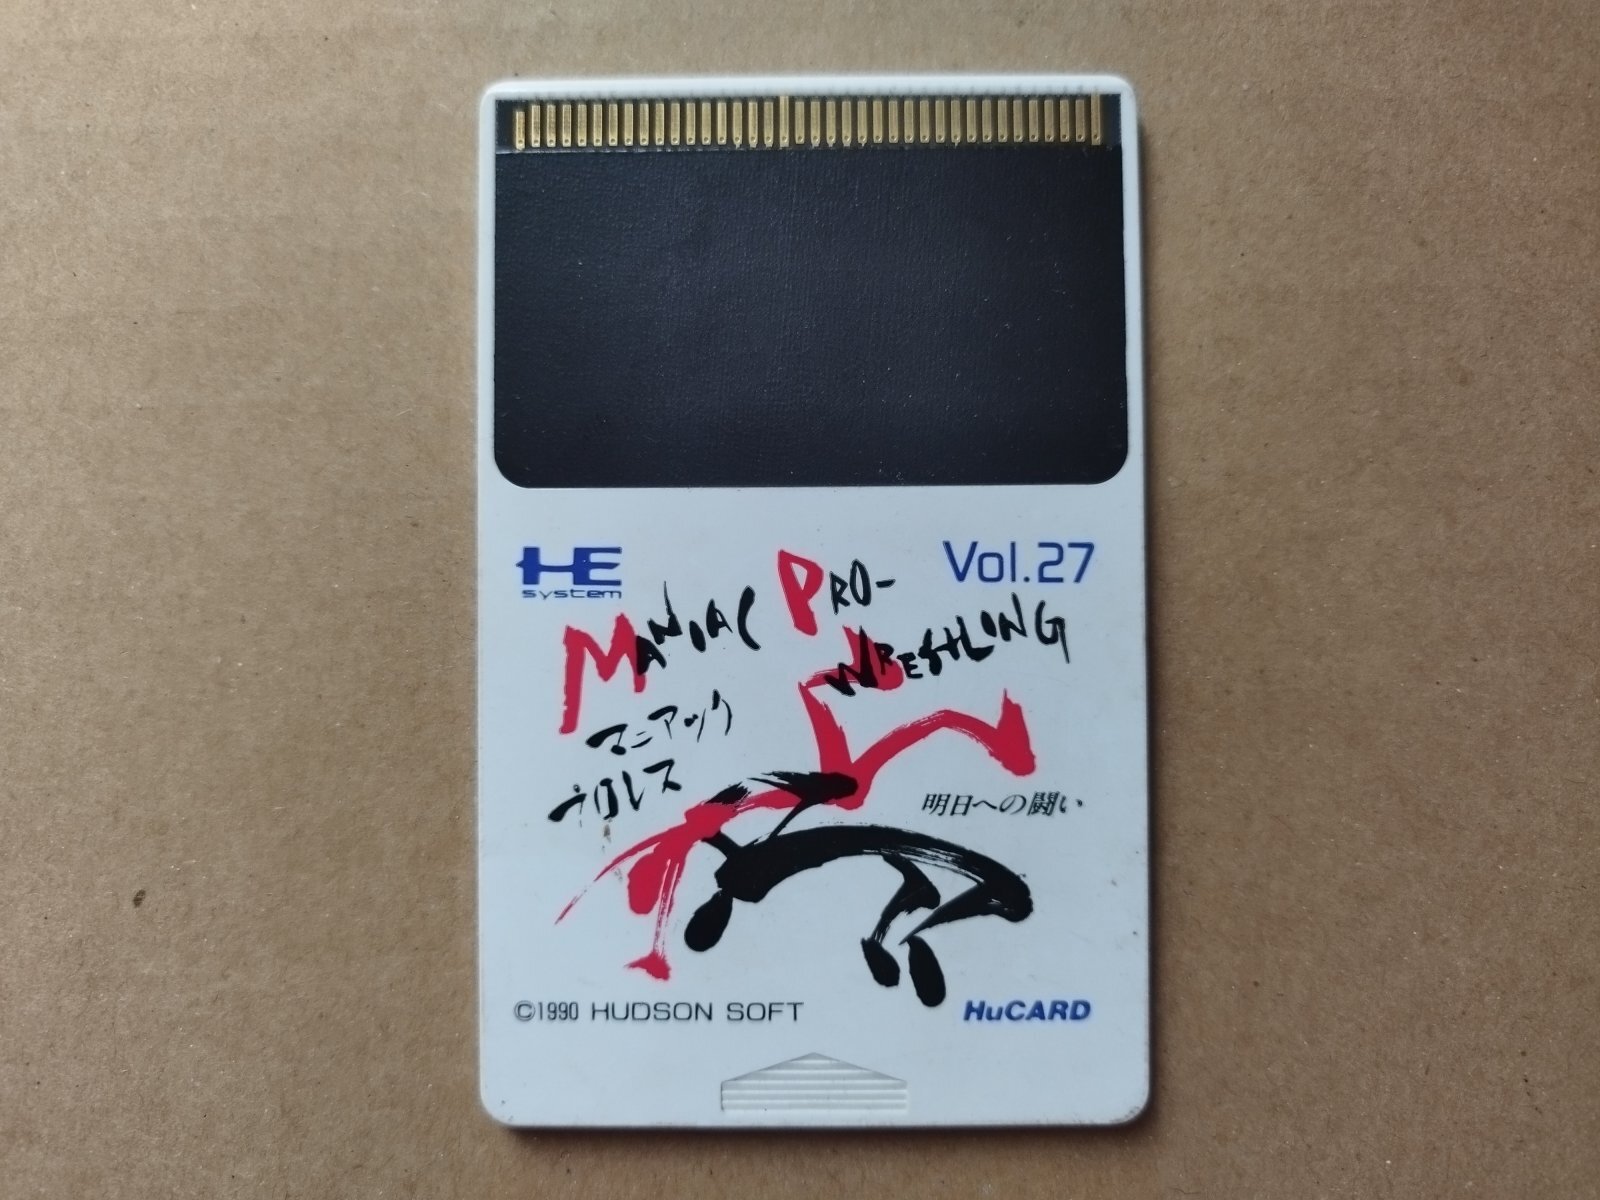 HE
system
Vol.27
MANIAC PRO-
WRESTLING
マニアック
プロレス
明日への闘い
©1990 HUDSON SOFT
HuCARD